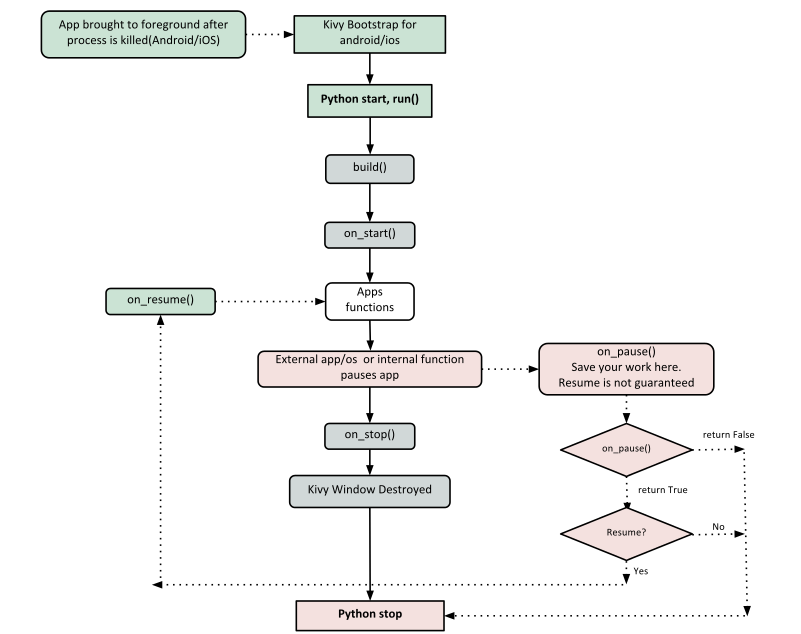 App brought to foreground after
process is killed(Android/iOS)
Kivy Bootstrap for
android/ios
Python start, run()
build()
on_start()
on_resume()
Apps
functions
External app/os or internal function
pauses app
on_pause()
Save your work here.
Resume is not guaranteed
on_stop()
on_pause()
return False
return True
Kivy Window Destroyed
Resume?
No
Yes
Python stop